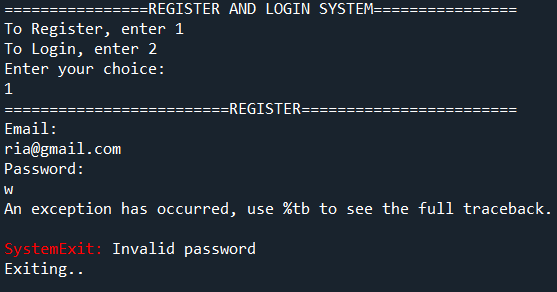 ================REGISTER AND LOGIN SYSTEM================
To Register, enter 1
To Login, enter 2
Enter your choice:
1
=========================REGISTER========================
Email:
ria@gmail.com
Password:
w
An exception has occurred, use %tb to see the full traceback.
SystemExit: Invalid password
Exiting..